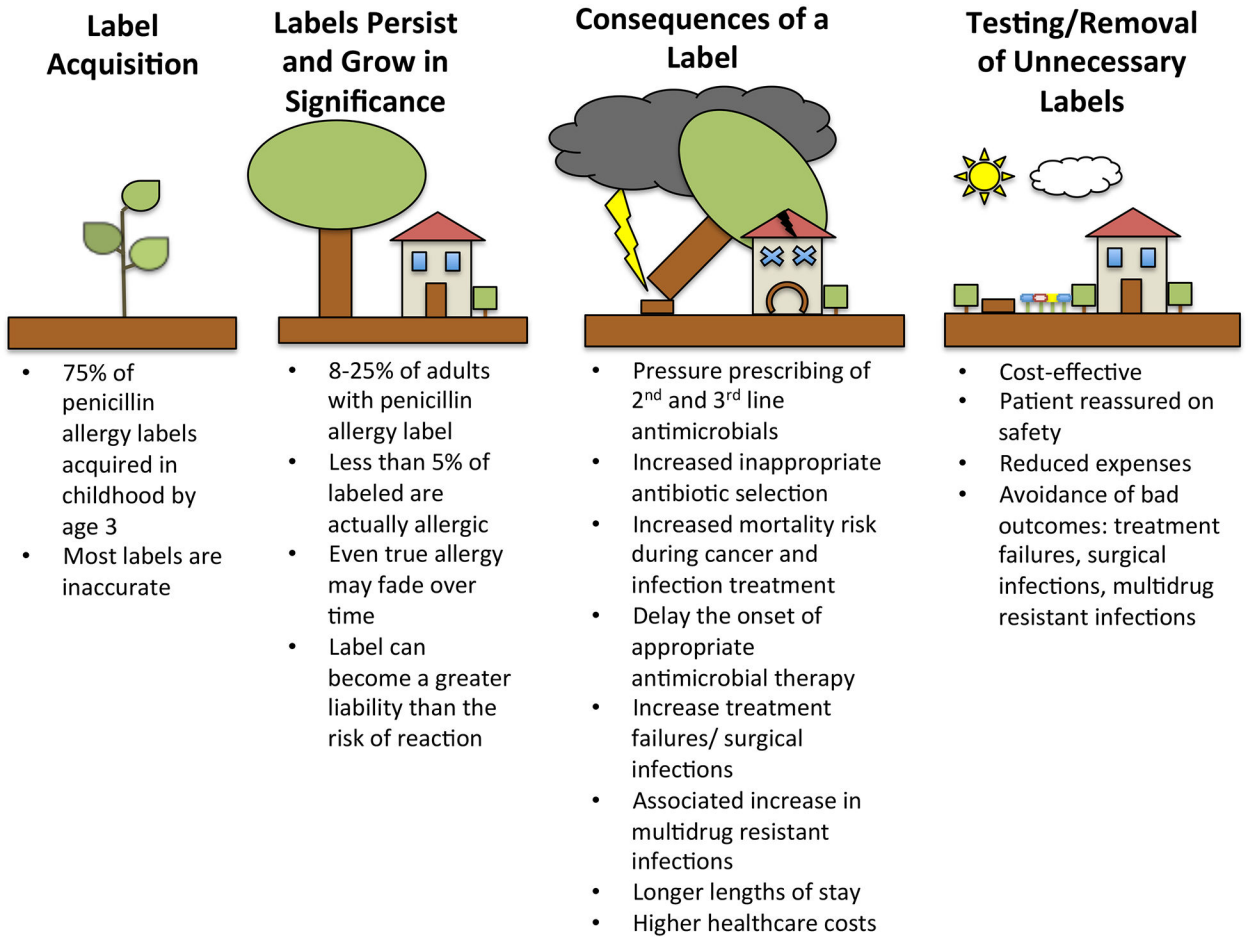 Label
Acquisition
• 75% of
penicillin
allergy labels
acquired in
childhood by
age 3
• Most labels are
inaccurate
Labels Persist
and Grow in
Significance
• 8-25% of adults
with penicillin
allergy label
• Less than 5% of
labeled are
actually allergic
• Even true allergy
may fade over
time
• Label can
become a greater
liability than the
risk of reaction
Consequences of a
Label
• Pressure prescribing of
2nd and 3rd line
antimicrobials
• Increased inappropriate
antibiotic selection
• Increased mortality risk
during cancer and
infection treatment
• Delay the onset of
appropriate
antimicrobial therapy
• Increase treatment
failures/ surgical
infections
• Associated increase in
multidrug resistant
infections
• Longer lengths of stay
• Higher healthcare costs
Testing/Removal
of Unnecessary
Labels
• Cost-effective
• Patient reassured on
safety
• Reduced expenses
• Avoidance of bad
outcomes: treatment
failures, surgical
infections, multidrug
resistant infections